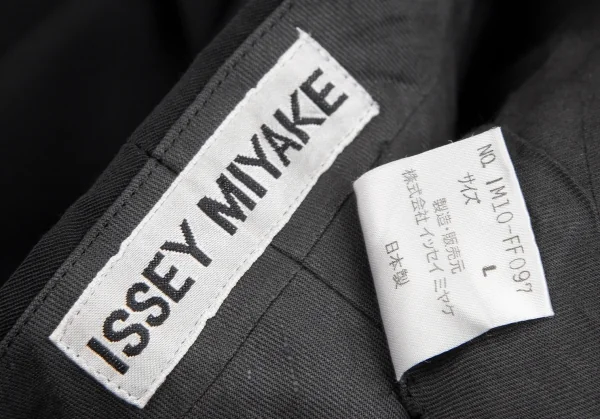 ISSEY MIYAKE
NO. IM10-FF097
サイズ L
製造・販売元
株式会社 イッセイ ミヤケ
日本製